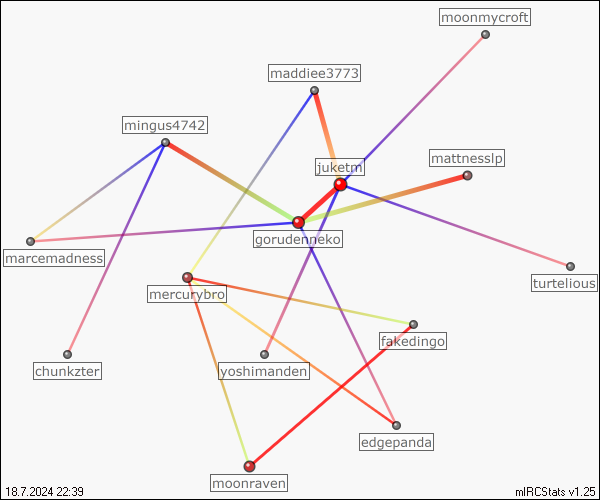 moonmycroft
maddiee3773
mingus4742
juketm
mattnesslp
gorudenneko
marcemadness
turtelious
mercurybro
fakedingo
chunkzter
yoshimanden
edgepanda
moonraven
18.7.2024 22:39
mIRCStats v1.25